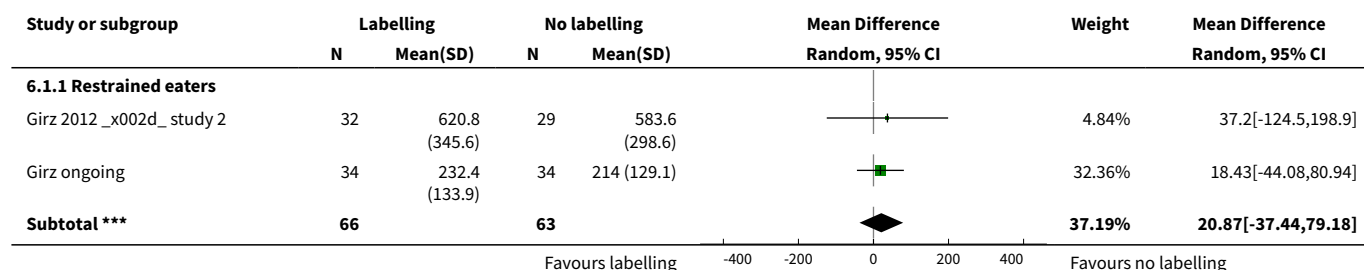 Study or subgroup Labelling No labelling Mean Difference Weight Mean Difference
N Mean(SD) N Mean(SD) Random, 95% CI Random, 95% CI
6.1.1 Restrained eaters
Girz 2012 _x002d_ study 2 32 620.8 29 583.6 4.84% 37.2[-124.5,198.9]
(345.6) (298.6)
Girz ongoing 34 232.4 34 214 (129.1) 32.36% 18.43[-44.08,80.94]
(133.9)
Subtotal *** 66 63 37.19% 20.87[-37.44,79.18]
Favours labelling -400 -200 0 200 400 Favours no labelling